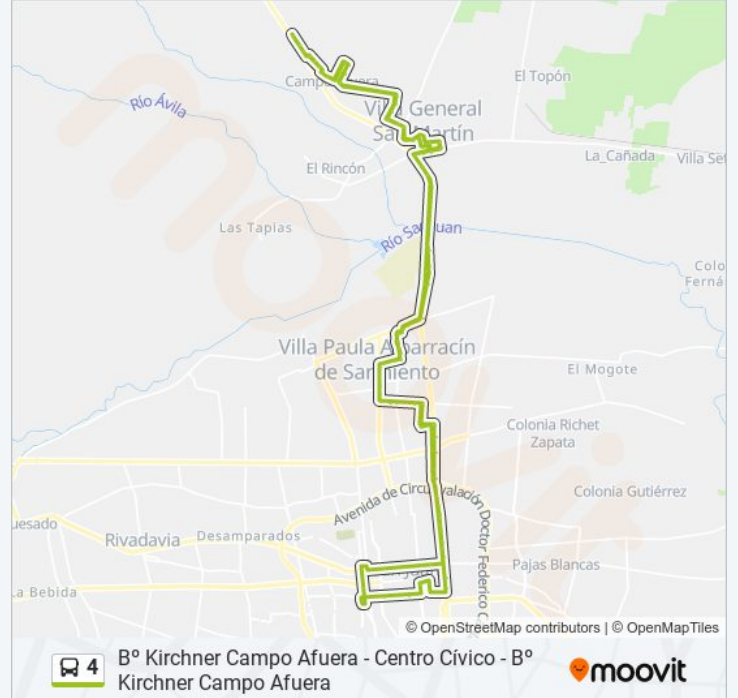 El Topón
Campo Afuera
Río Ávila
Villa General
San Martín
La_Cañada
Villa Se
El Rincón
Las Tapias
Río San Juan
Colo
Ferná
Villa Paula Albarracín
de Sarmiento
El Mogote
Colonia Richet
Zapata
Colonia Gutiérrez
Avenida de Circunvalación Doctor Federico C
uesado
Rivadavia
Desamparados
Pajas Blancas
a Bebida
© OpenStreetMap contributors | © OpenMapTiles
4
Bº Kirchner Campo Afuera - Centro Cívico - Bº
Kirchner Campo Afuera
moovit